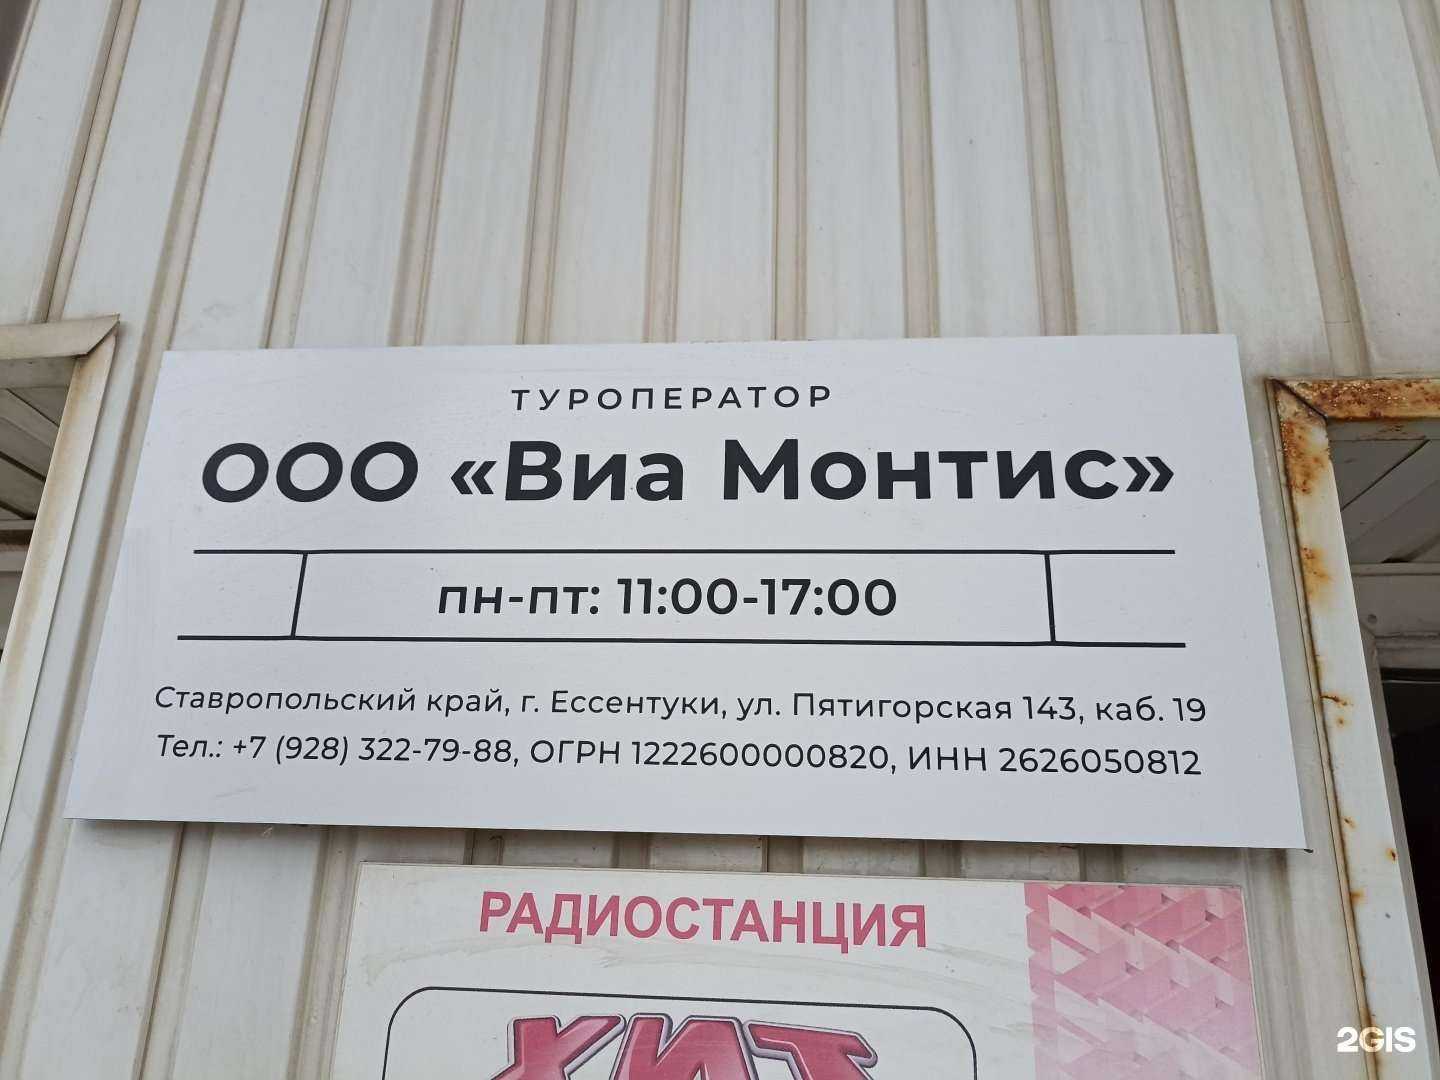 ТУРОПЕРАТОР
ООО «Виа Монтис»
пн-пт: 11:00-17:00
Ставропольский край, г. Ессентуки, ул. Пятигорская 143, каб. 19
Тел.: +7 (928) 322-79-88, ОГРН 1222600000820, ИНН 2626050812
РАДИОСТАНЦИЯ
ХИТ
2GIS